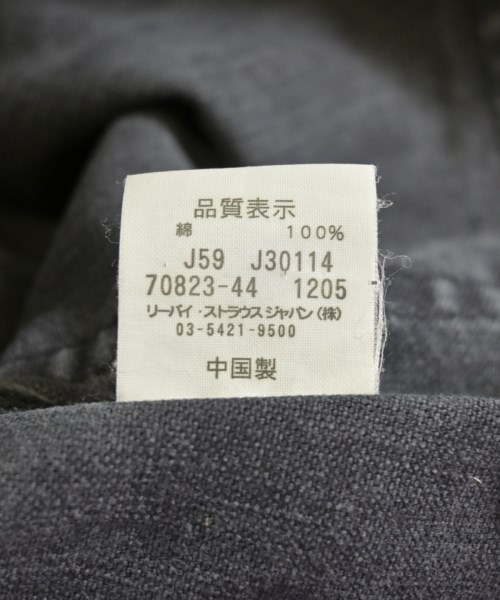 品質表示
綿 100%
J59 J30114
70823-44 1205
リーバイ・ストラウスジャパン(株)
03-5421-9500
中国製